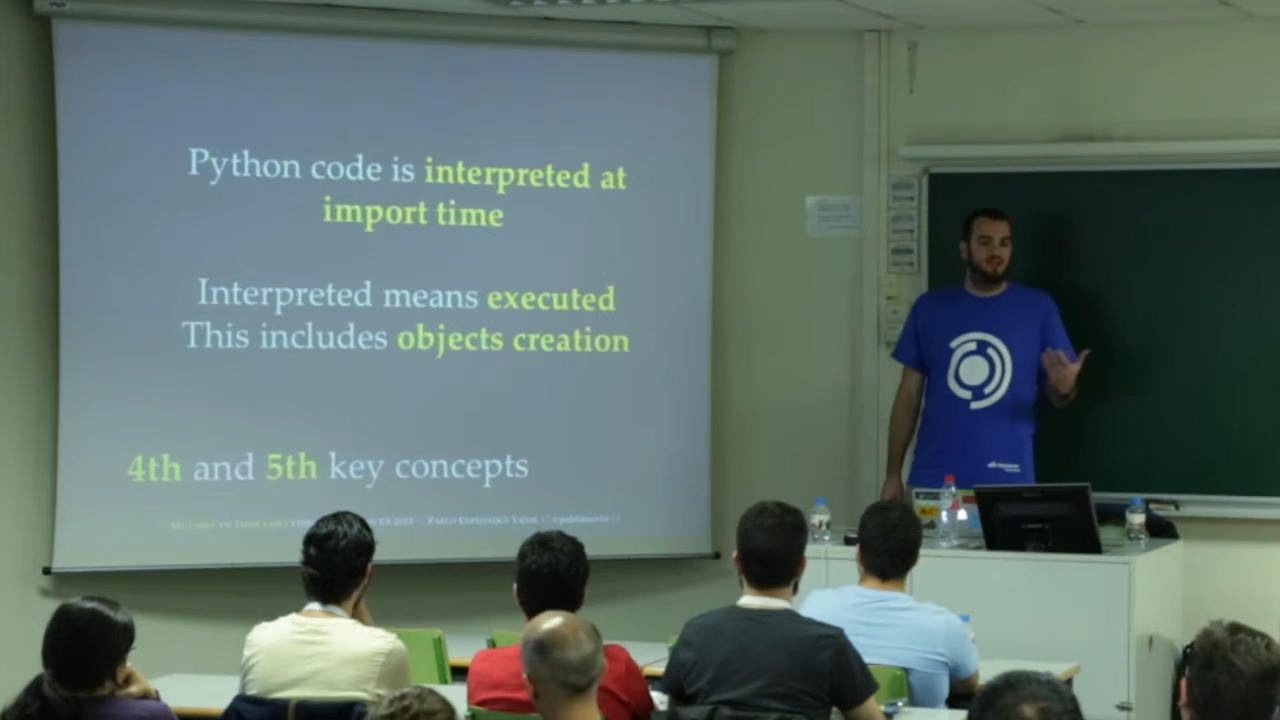 Python code is interpreted at
import time
Interpreted means executed
This includes objects creation
4th and 5th key concepts